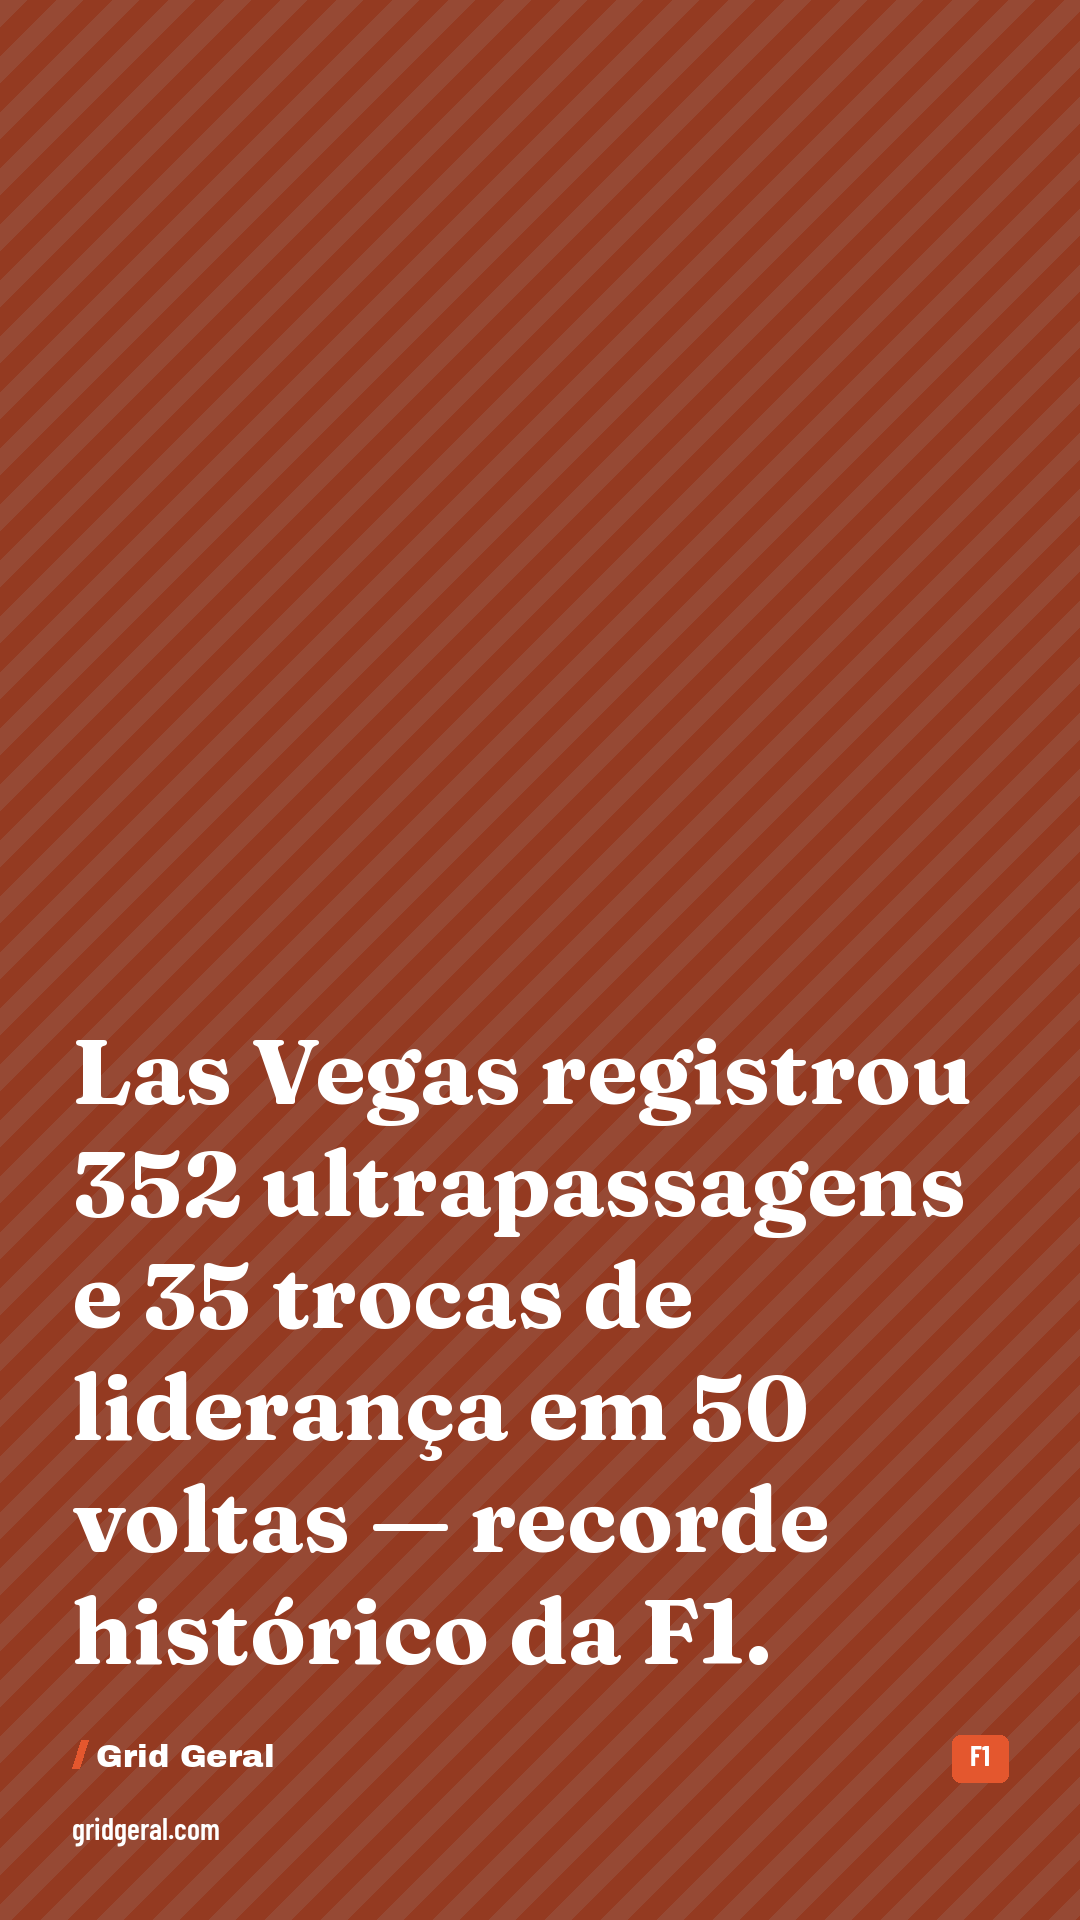 Las Vegas registrou
352 ultrapassagens
e 35 trocas de
liderança em 50
voltas — recorde
histórico da F1.
/ Grid Geral
F1
gridgeral.com